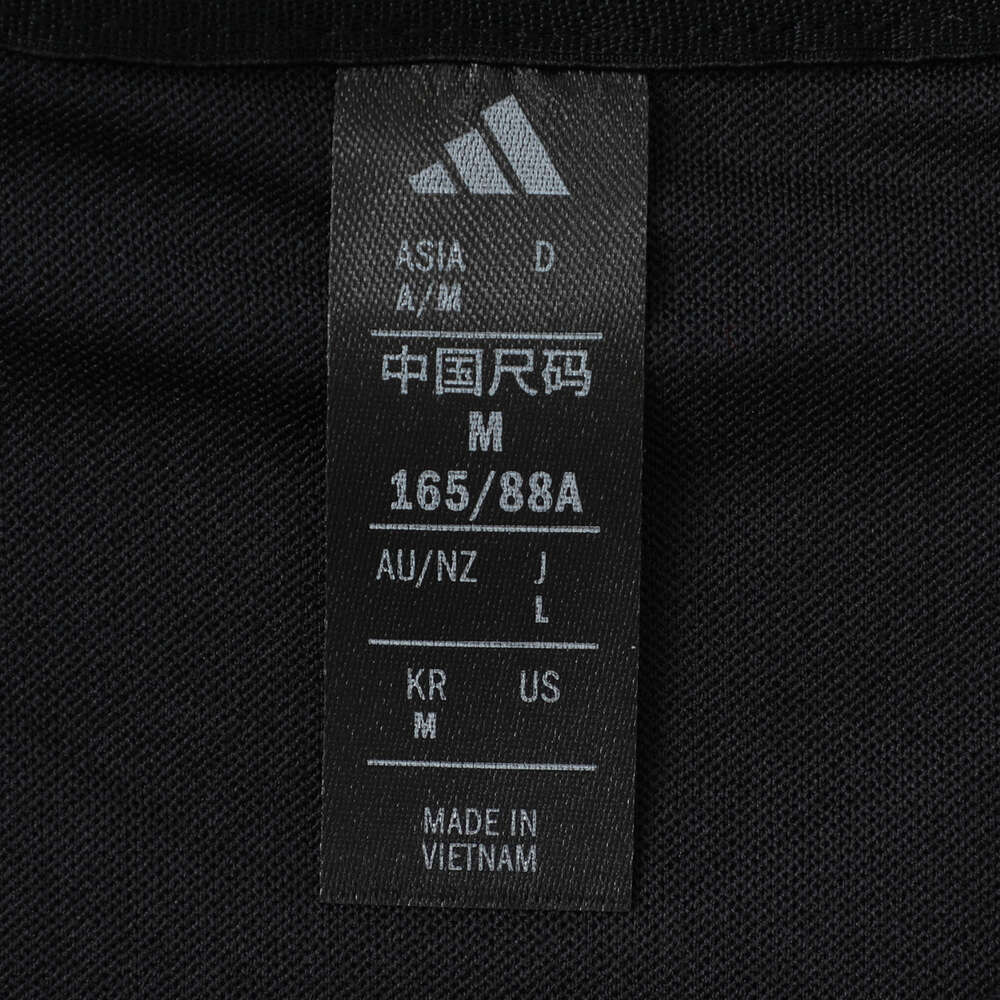 ASIA D
A/M
中国尺码
M
165/88A
AU/NZ J
L
KR US
M
MADE IN
VIETNAM